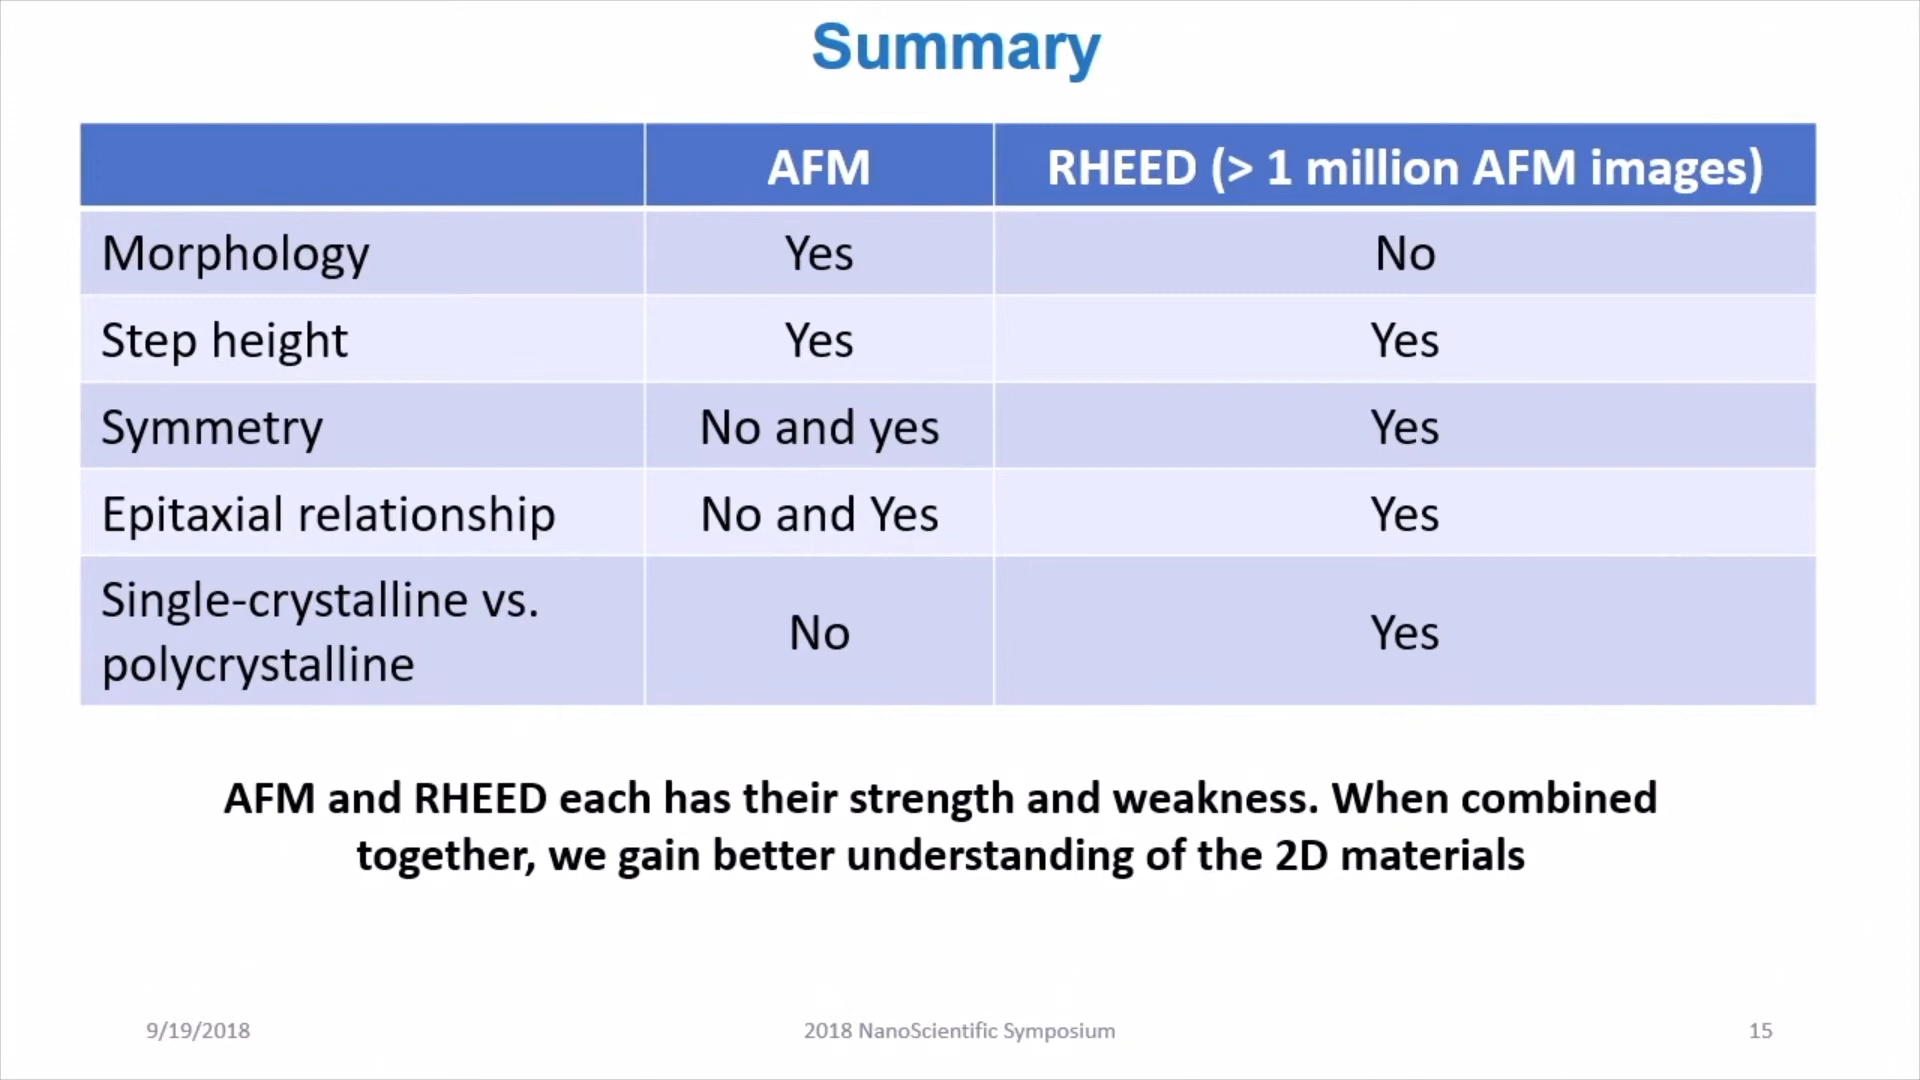 Summary
AFM RHEED (> 1 million AFM images)
Morphology Yes No
Step height Yes Yes
Symmetry No and yes Yes
Epitaxial relationship No and Yes Yes
Single-crystalline vs.
polycrystalline No Yes
AFM and RHEED each has their strength and weakness. When combined
together, we gain better understanding of the 2D materials
9/19/2018 2018 NanoScientific Symposium 15